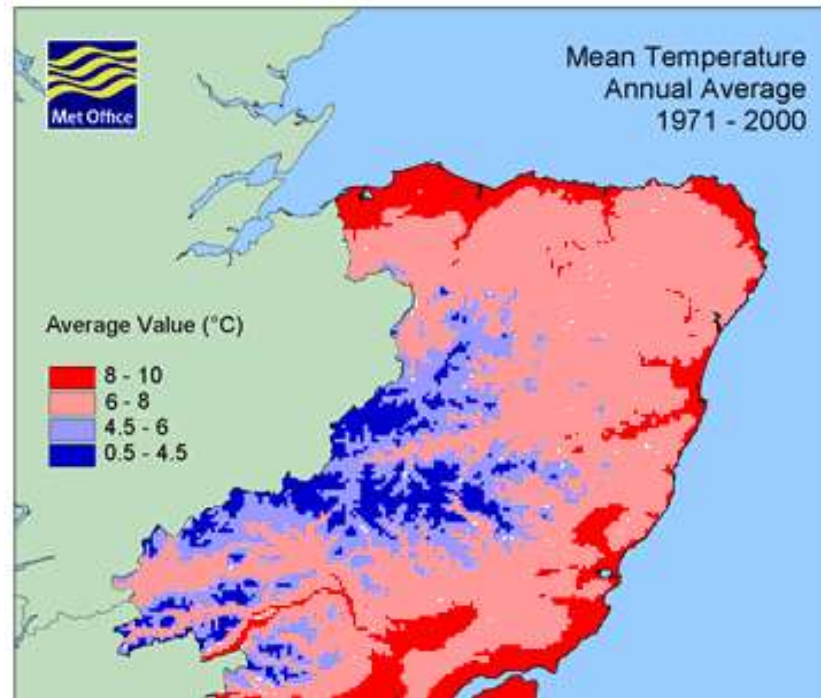 Met Office
Mean Temperature
Annual Average
1971 - 2000
Average Value (°C)
8 - 10
6 - 8
4.5 - 6
0.5 - 4.5